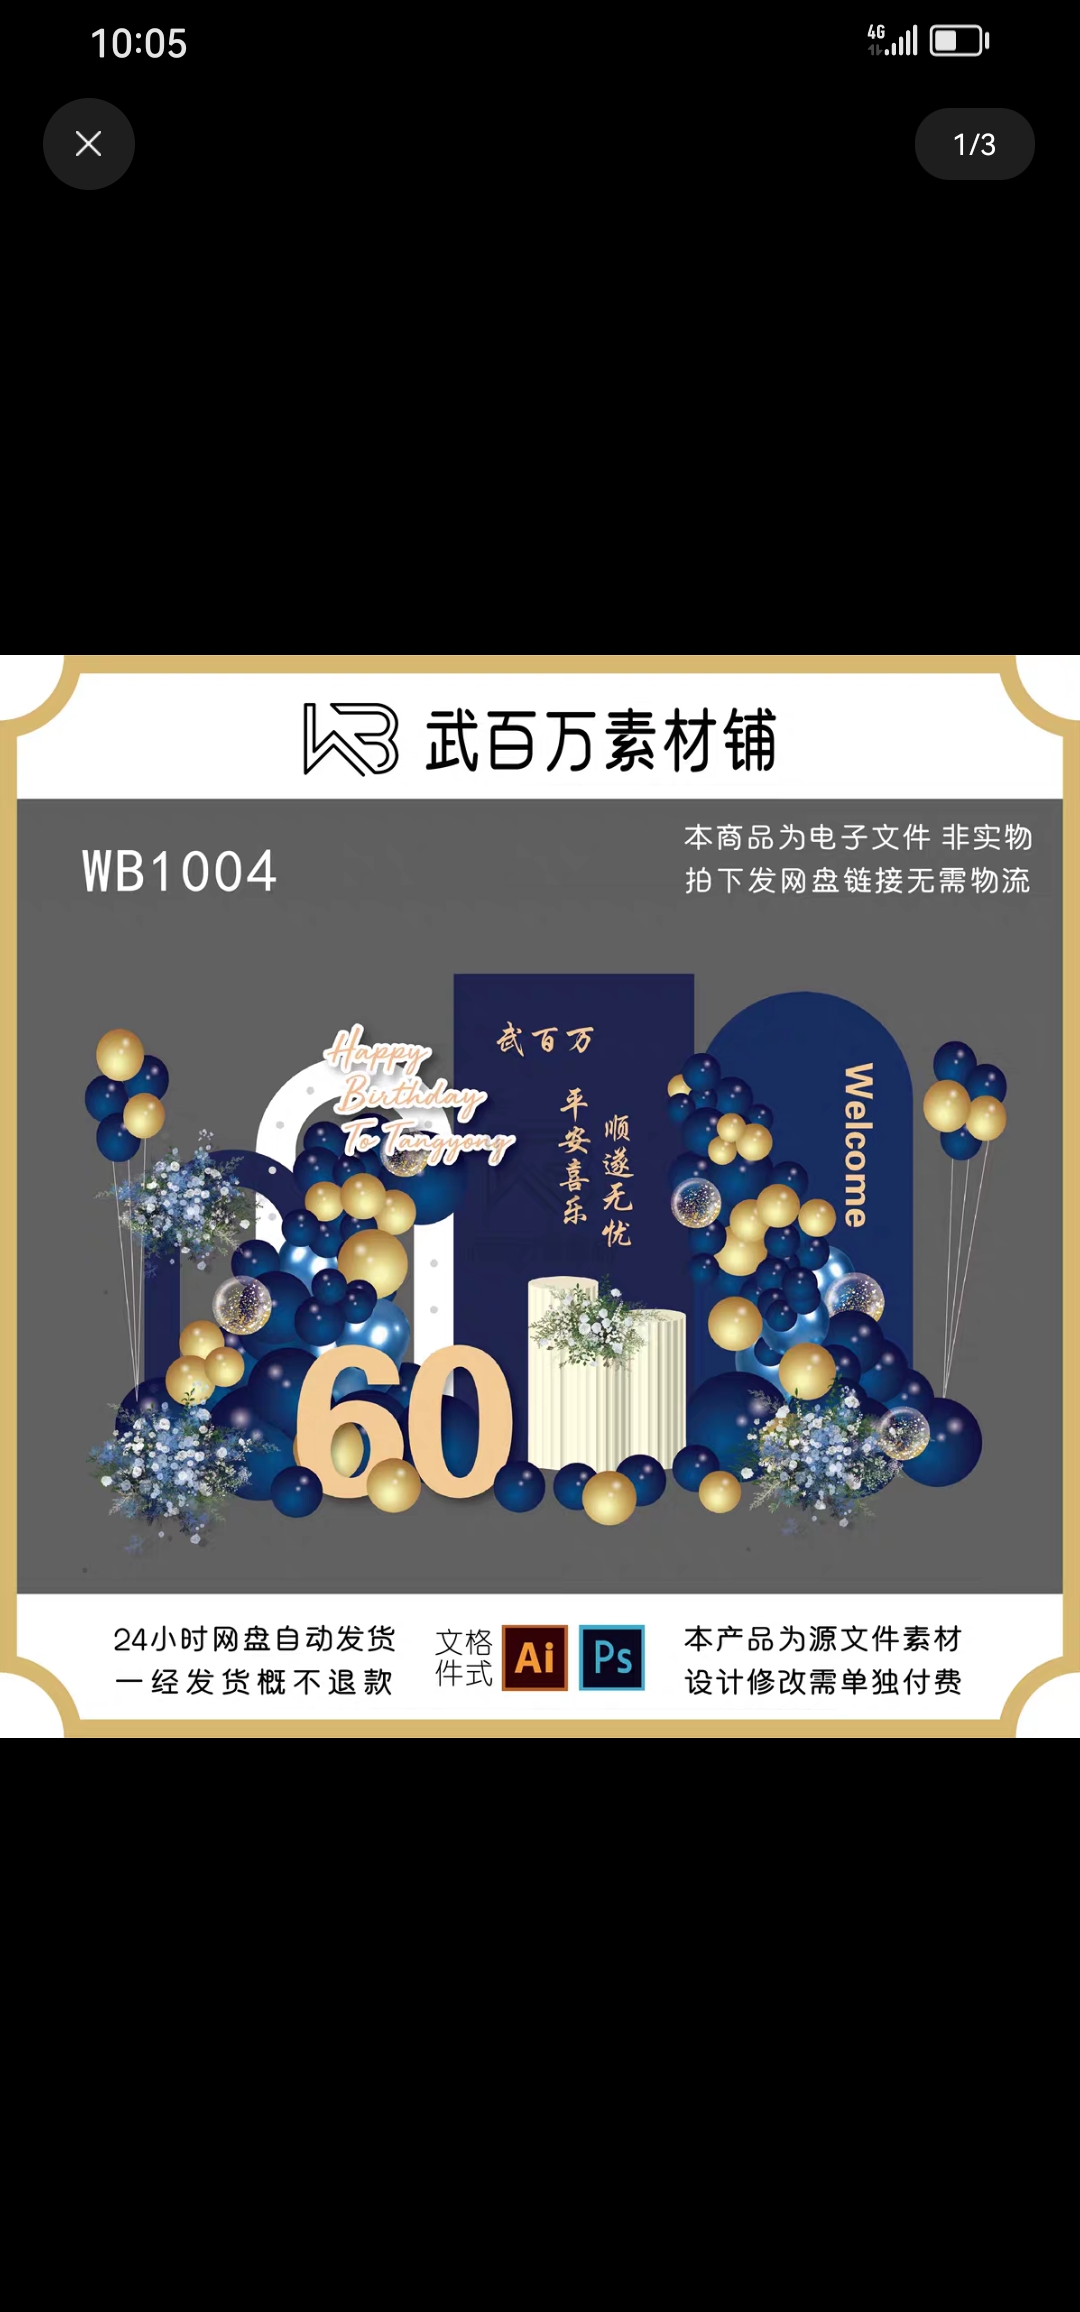 10:05
4G
1/3
WB 武百万素材铺
WB1004
本商品为电子文件 非实物
拍下发网盘链接无需物流
Happy
Birthday
To Tangyong
武百万
顺遂无忧
平安喜乐
Welcome
60
24小时网盘自动发货
一经发货概不退款
文件格式
Ai
Ps
本产品为源文件素材
设计修改需单独付费